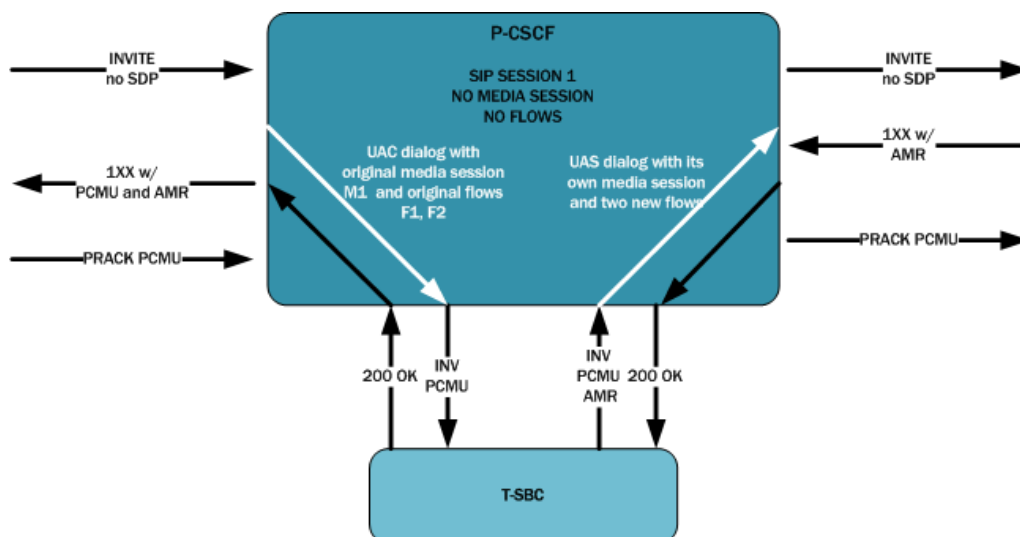 P-CSCF
SIP SESSION 1
NO MEDIA SESSION
NO FLOWS
INVITE
no SDP
INVITE
no SDP
UAC dialog with
original media session
M1 and original flows
F1, F2
UAS dialog with its
own media session
and two new flows
1XX w/
PCMU and AMR
1XX w/
AMR
PRACK PCMU
PRACK PCMU
200 OK
INV
PCMU
INV
PCMU
AMR
200 OK
T-SBC